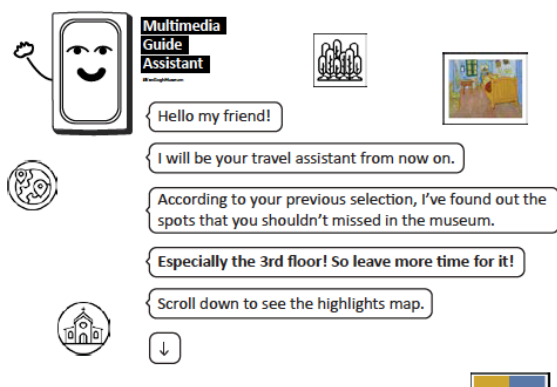 Multimedia
Guide
Assistant
Hello my friend!
I will be your travel assistant from now on.
According to your previous selection, I've found out the
spots that you shouldn't missed in the museum.
Especially the 3rd floor! So leave more time for it!
Scroll down to see the highlights map.